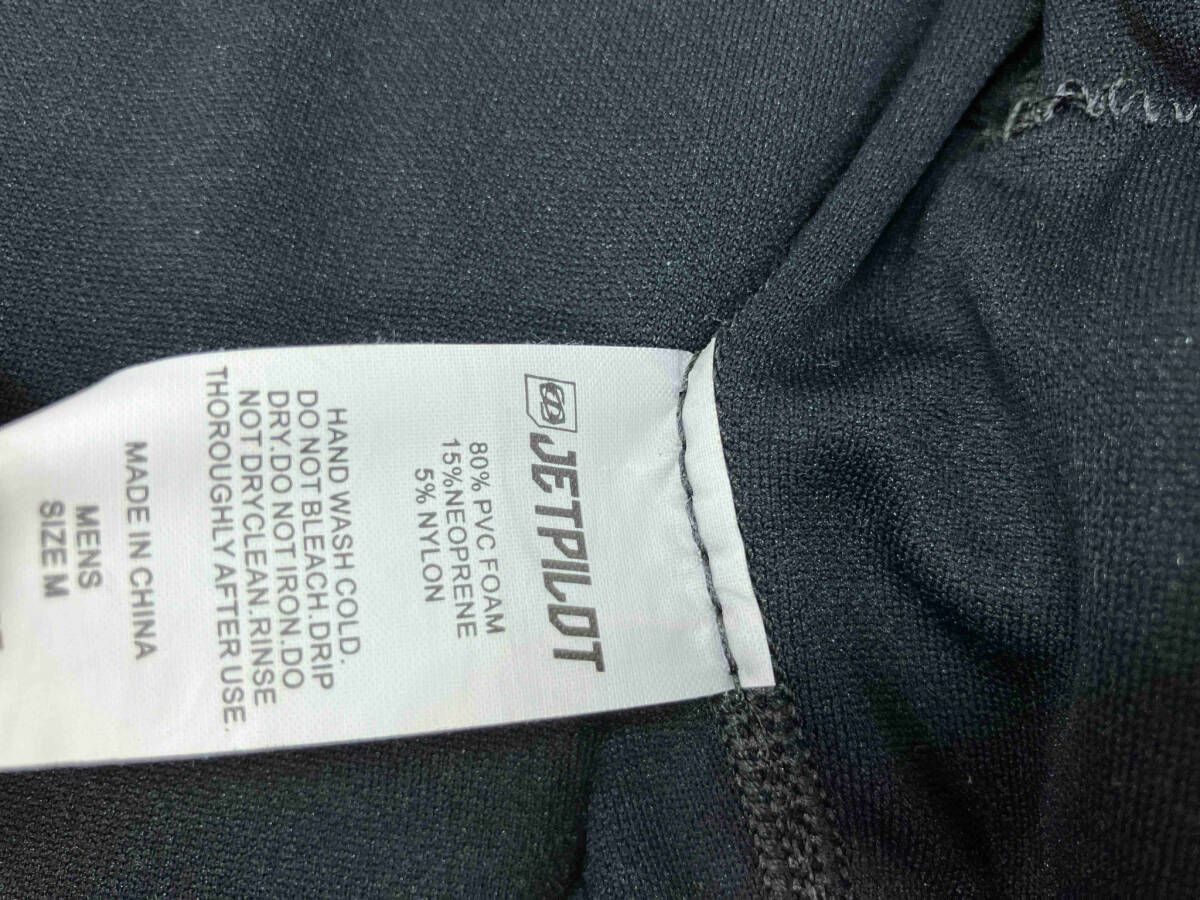 JETPILOT
80% PVC FOAM
15%NEOPRENE
5% NYLON
HAND WASH COLD.
DO NOT BLEACH.DRIP
DRY.DO NOT IRON.DO
NOT DRYCLEAN.RINSE
THOROUGHLY AFTER USE.
MADE IN CHINA
MENS
SIZE M